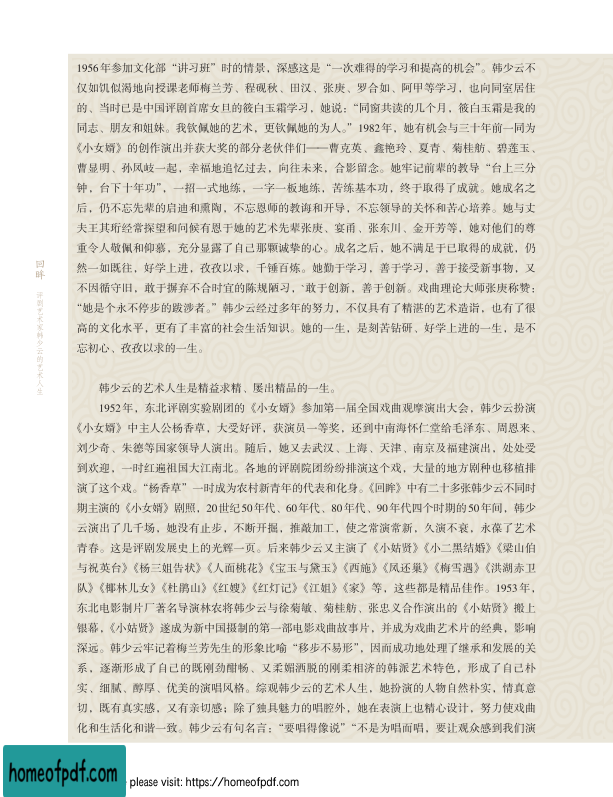 1956年参加文化部“讲习班”时的情景，深感这是“一次难得的学习和提高的机会”。韩少云不
仅如饥似渴地向授课老师梅兰芳、程砚秋、田汉、张庚、罗合如、阿甲等学习，也向同室居住
的、当时已是中国评剧首席女旦的筱白玉霜学习，她说：“同窗共读的几个月，筱白玉霜是我的
同志、朋友和姐妹。我钦佩她的艺术，更钦佩她的为人。”1982年，她有机会与三十年前一同为
《小女婿》的创作演出并获大奖的部分老伙伴们——曹克英、鑫艳玲、夏青、菊桂舫、碧莲玉、
曹显明、孙凤岐一起，幸福地追忆过去，向往未来，合影留念。她牢记前辈的教导“台上三分
钟，台下十年功”，一招一式地练，一字一板地练，苦练基本功，终于取得了成就。她成名之
后，仍不忘先辈的启迪和熏陶，不忘恩师的教诲和开导，不忘领导的关怀和苦心培养。她与丈
夫王其珩经常探望和问候有恩于她的艺术先辈张庚、宴甬、张东川、金开芳等，她对他们的尊
重令人敬佩和仰慕，充分显露了自己那颗诚挚的心。成名之后，她不满足于已取得的成就，仍
然一如既往，好学上进，孜孜以求，千锤百炼。她勤于学习，善于学习，善于接受新事物，又
不因循守旧，敢于摒弃不合时宜的陈规陋习，`敢于创新，善于创新。戏曲理论大师张庚称赞：
“她是个永不停步的跋涉者。”韩少云经过多年的努力，不仅具有了精湛的艺术造诣，也有了很
高的文化水平，更有了丰富的社会生活知识。她的一生，是刻苦钻研、好学上进的一生，是不
忘初心、孜孜以求的一生。
韩少云的艺术人生是精益求精、屡出精品的一生。
1952年，东北评剧实验剧团的《小女婿》参加第一届全国戏曲观摩演出大会，韩少云扮演
《小女婿》中主人公杨香草，大受好评，获演员一等奖，还到中南海怀仁堂给毛泽东、周恩来、
刘少奇、朱德等国家领导人演出。随后，她又去武汉、上海、天津、南京及福建演出，处处受
到欢迎，一时红遍祖国大江南北。各地的评剧院团纷纷排演这个戏，大量的地方剧种也移植排
演了这个戏。“杨香草”一时成为农村新青年的代表和化身。《回眸》中有二十多张韩少云不同时
期主演的《小女婿》剧照，20世纪50年代、60年代、80年代、90年代四个时期的50年间，韩少
云演出了几千场，她没有止步，不断开掘，推敲加工，使之常演常新，久演不衰，永葆了艺术
青春。这是评剧发展史上的光辉一页。后来韩少云又主演了《小姑贤》《小二黑结婚》《梁山伯
与祝英台》《杨三姐告状》《人面桃花》《宝玉与黛玉》《西施》《凤还巢》《梅雪遇》《洪湖赤卫
队》《椰林儿女》《杜鹃山》《红嫂》《红灯记》《江姐》《家》等，这些都是精品佳作。1953年，
东北电影制片厂著名导演林农将韩少云与徐菊敏、菊桂舫、张忠义合作演出的《小姑贤》搬上
银幕，《小姑贤》遂成为新中国摄制的第一部电影戏曲故事片，并成为戏曲艺术片的经典，影响
深远。韩少云牢记着梅兰芳先生的形象比喻“移步不易形”，因而成功地处理了继承和发展的关
系，逐渐形成了自己的既刚劲酣畅、又柔媚洒脱的刚柔相济的韩派艺术特色，形成了自己朴
实、细腻、醇厚、优美的演唱风格。综观韩少云的艺术人生，她扮演的人物自然朴实，情真意
切，既有真实感，又有亲切感；除了独具魅力的唱腔外，她在表演上也精心设计，努力使戏曲
化和生活化和谐一致。韩少云有句名言：“要唱得像说”“不是为唱而唱，要让观众感到我们演
回眸
评剧艺术家韩少云的艺术人生
homeofpdf.com
please visit: https://homeofpdf.com